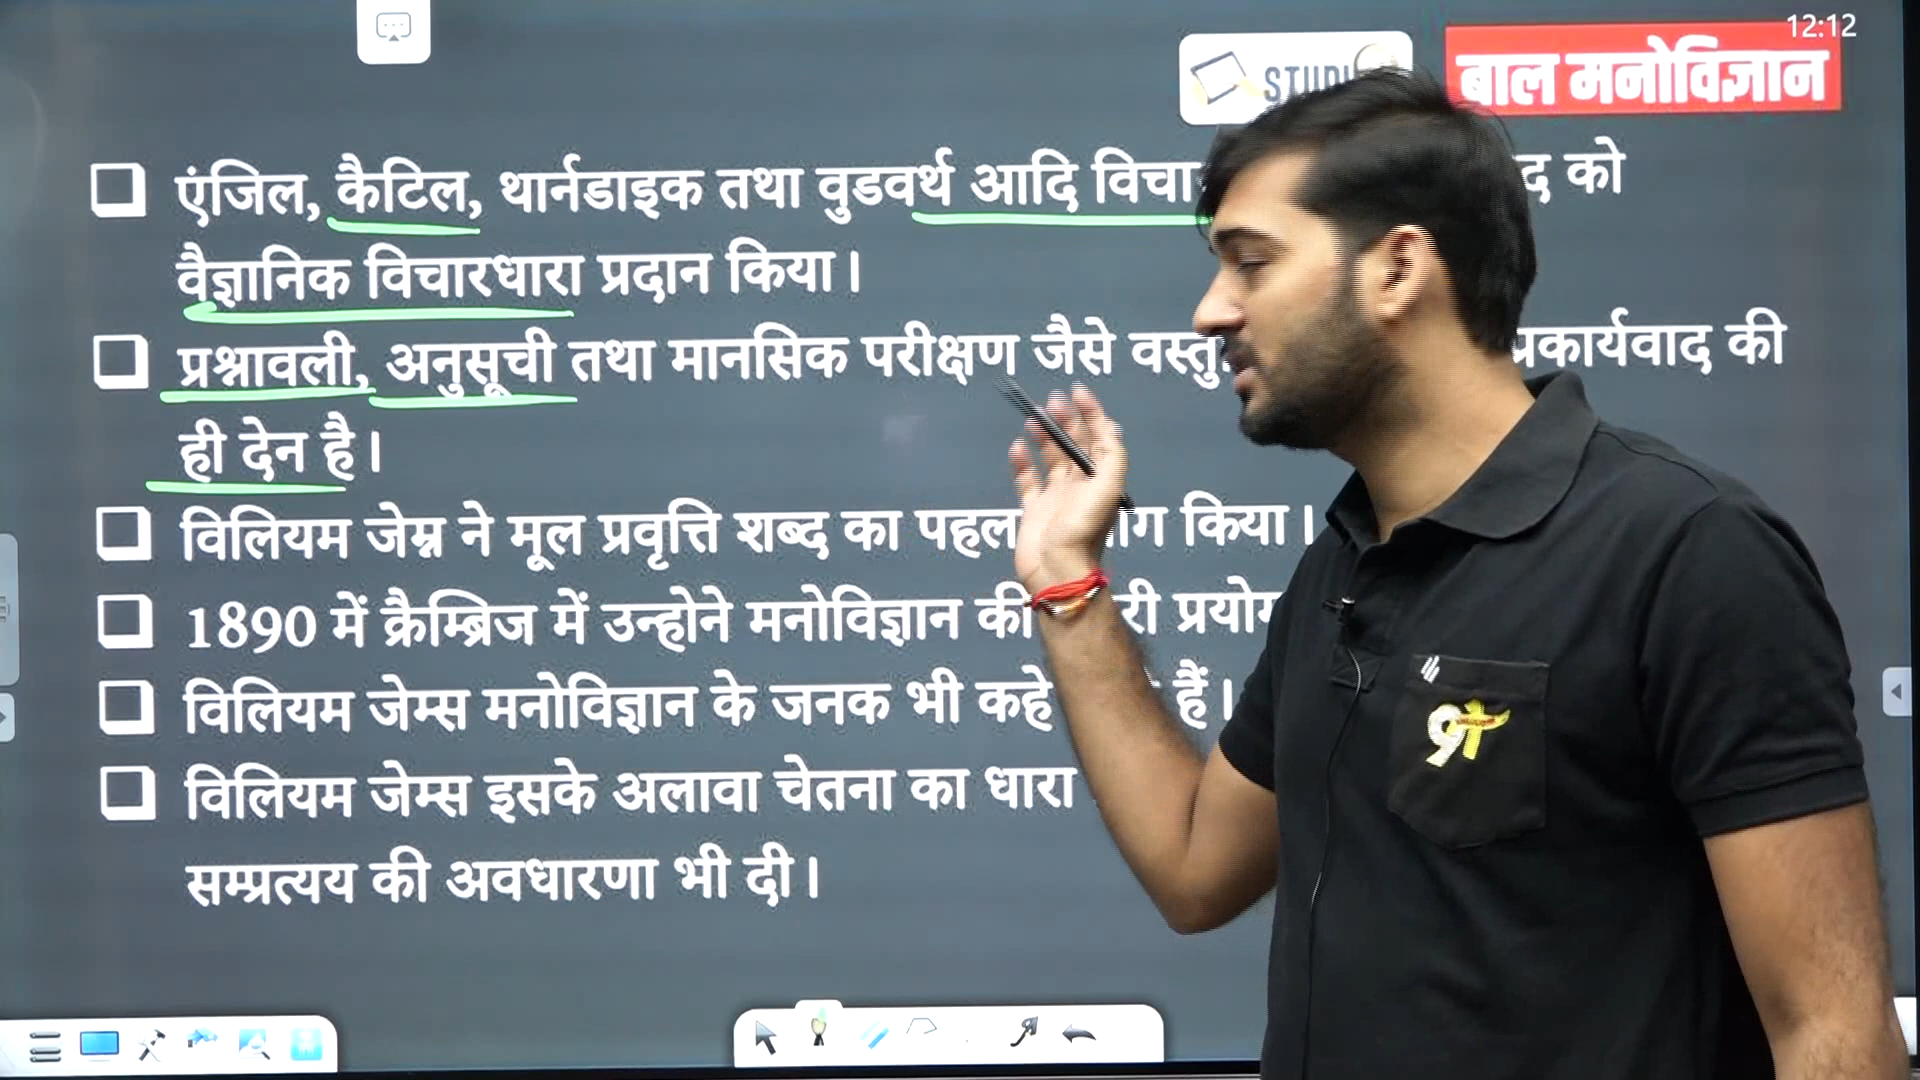 12:12
बाल मनोविज्ञान
एंजिल, कैटिल, थार्नडाइक तथा वुडवर्थ आदि को
वैज्ञानिक विचारधारा प्रदान किया।
प्रश्नावली, अनुसूची तथा मानसिक परीक्षण जैसे प्रकार्यवाद की
ही देन है।
विलियम जेम्न ने मूल प्रवृत्ति शब्द का किया।
1890 में क्रैम्ब्रिज में उन्होने मनोविज्ञान की
विलियम जेम्स मनोविज्ञान के जनक भी कहे हैं।
विलियम जेम्स इसके अलावा चेतना का धारा
सम्प्रत्यय की अवधारणा भी दी।